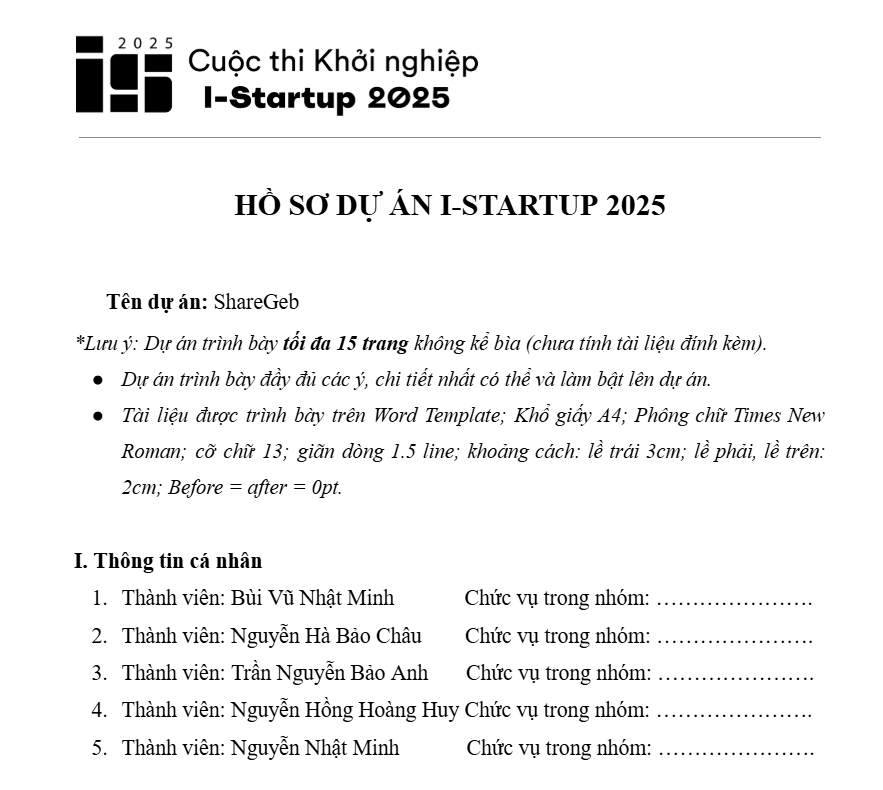 2025
Cuộc thi Khởi nghiệp
I-Startup 2025
HỒ SƠ DỰ ÁN I-STARTUP 2025
Tên dự án: ShareGeb
*Lưu ý: Dự án trình bày tối đa 15 trang không kể bìa (chưa tính tài liệu đính kèm).
● Dự án trình bày đầy đủ các ý, chi tiết nhất có thể và làm bật lên dự án.
● Tài liệu được trình bày trên Word Template; Khổ giấy A4; Phông chữ Times New
Roman; cỡ chữ 13; giãn dòng 1.5 line; khoảng cách: lề trái 3cm; lề phải, lề trên:
2cm; Before = after = 0pt.
I. Thông tin cá nhân
1. Thành viên: Bùi Vũ Nhật Minh Chức vụ trong nhóm: …………………….
2. Thành viên: Nguyễn Hà Bảo Châu Chức vụ trong nhóm: …………………….
3. Thành viên: Trần Nguyễn Bảo Anh Chức vụ trong nhóm: …………………….
4. Thành viên: Nguyễn Hồng Hoàng Huy Chức vụ trong nhóm: …………………….
5. Thành viên: Nguyễn Nhật Minh Chức vụ trong nhóm: …………………….